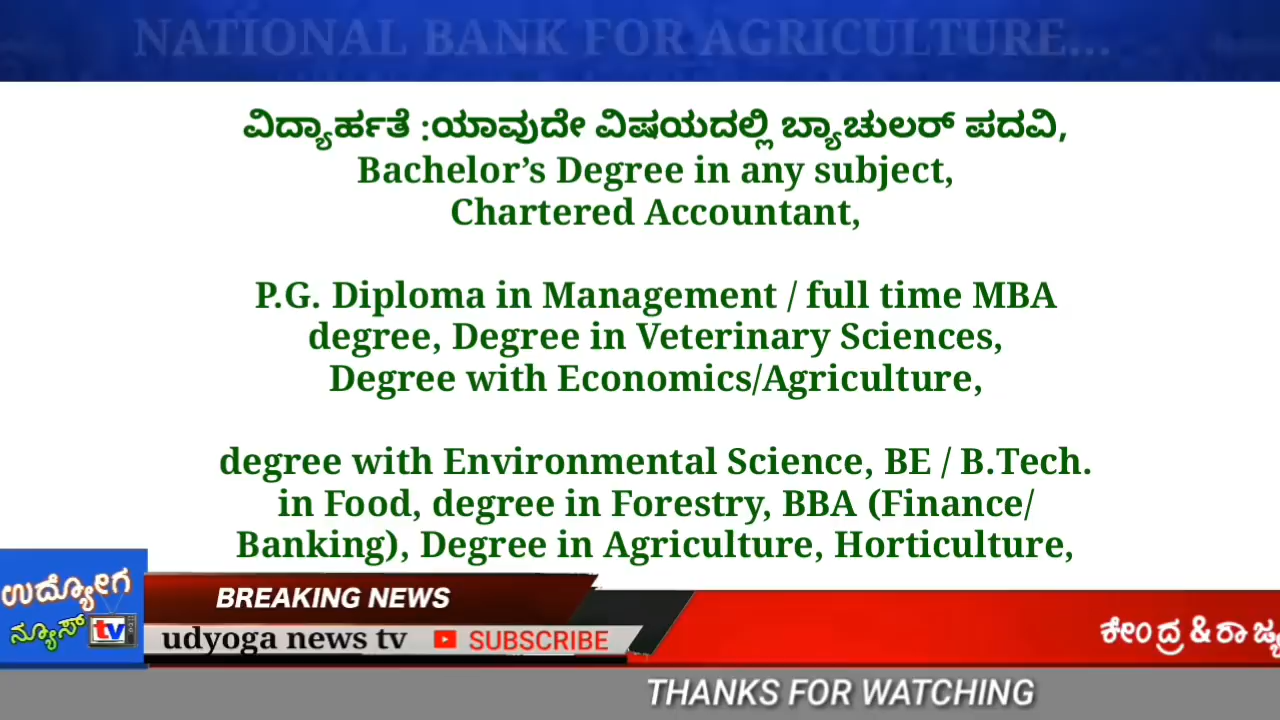 NATIONAL BANK FOR AGRICULTURE...
ವಿದ್ಯಾರ್ಹತೆ :ಯಾವುದೇ ವಿಷಯದಲ್ಲಿ ಬ್ಯಾಚುಲರ್ ಪದವಿ,
Bachelor’s Degree in any subject,
Chartered Accountant,
P.G. Diploma in Management / full time MBA
degree, Degree in Veterinary Sciences,
Degree with Economics/Agriculture,
degree with Environmental Science, BE / B.Tech.
in Food, degree in Forestry, BBA (Finance/
Banking), Degree in Agriculture, Horticulture,
ಉದ್ಯೋಗ
ನ್ಯೂಸ್ tv
BREAKING NEWS
udyoga news tv SUBSCRIBE
ಕೇಂದ್ರ & ರಾಜ್ಯ
THANKS FOR WATCHING